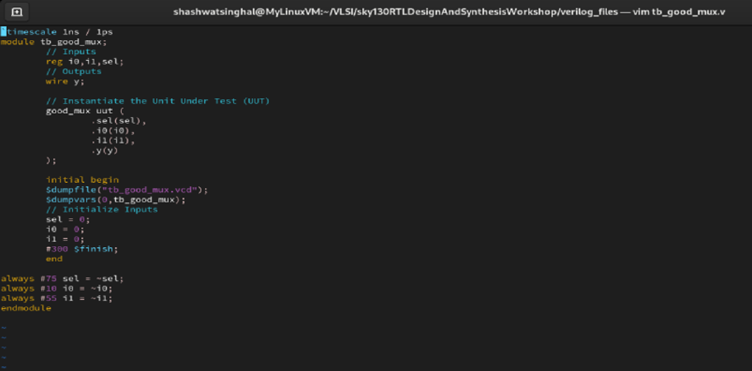 shashwatsinghal@MyLinuxVM:~/VLSI/sky130RTLDesignAndSynthesisWorkshop/verilog_files — vim tb_good_mux.v
`timescale 1ns / 1ps
module tb_good_mux;
        // Inputs
        reg i0,i1,sel;
        // Outputs
        wire y;

        // Instantiate the Unit Under Test (UUT)
        good_mux uut (
                .sel(sel),
                .i0(i0),
                .i1(i1),
                .y(y)
        );

        initial begin
        $dumpfile("tb_good_mux.vcd");
        $dumpvars(0,tb_good_mux);
        // Initialize Inputs
        sel = 0;
        i0 = 0;
        i1 = 0;
        #300 $finish;
        end

always #75 sel = ~sel;
always #10 i0 = ~i0;
always #55 i1 = ~i1;
endmodule
~
~
~
~
~